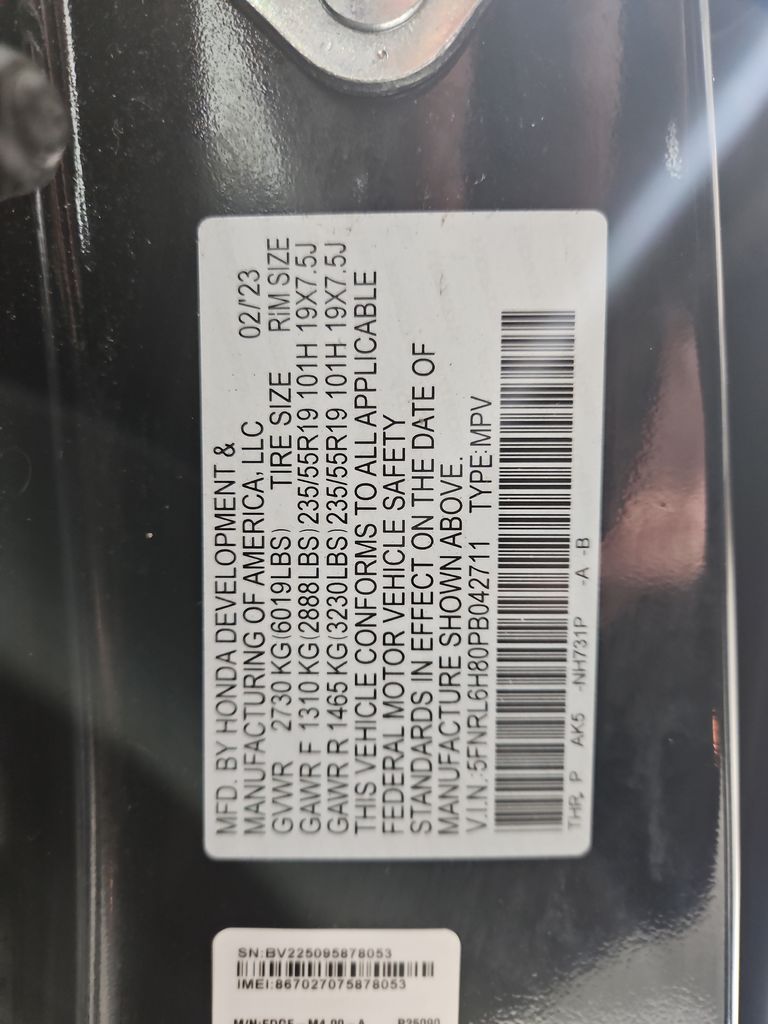 MFD. BY HONDA DEVELOPMENT &
MANUFACTURING OF AMERICA, LLC 02/'23
GVWR 2730 KG(6019LBS) TIRE SIZE RiM SIZE
GAWR F 1310 KG(2888LBS)235/55R19 101H 19X7.5J
GAWR R 1465 KG(3230LBS)235/55R19 101H 19X7.5J
THIS VEHICLE CONFORMS TO ALL APPLICABLE
FEDERAL MOTOR VEHICLE SAFETY
STANDARDS IN EFFECT ON THE DATE OF
MANUFACTURE SHOWN ABOVE.
V.I.N.:5FNRL6H80PB042711 TYPE:MPV
THR, P AK5 -NH731P -A -B
SN:BV225095878053
IMEI:867027075878053